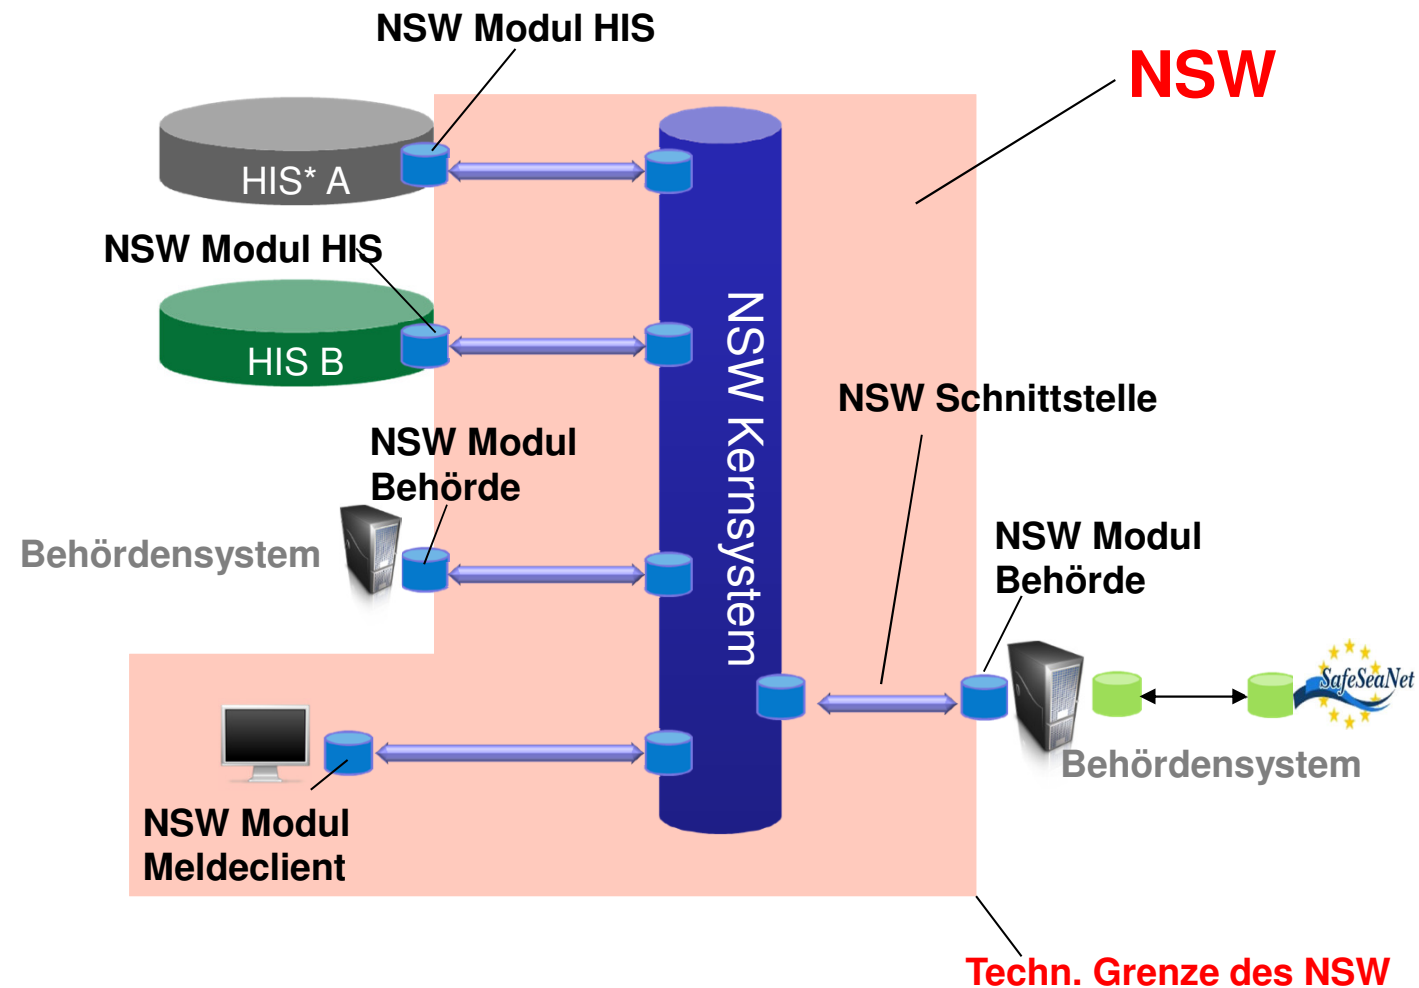 NSW Modul HIS
NSW
HIS* A
NSW Modul HIS
HIS B
NSW Kernsystem
NSW Schnittstelle
NSW Modul
Behörde
Behördensystem
NSW Modul
Behörde
SafeSeaNet
Behördensystem
NSW Modul
Meldeclient
Techn. Grenze des NSW